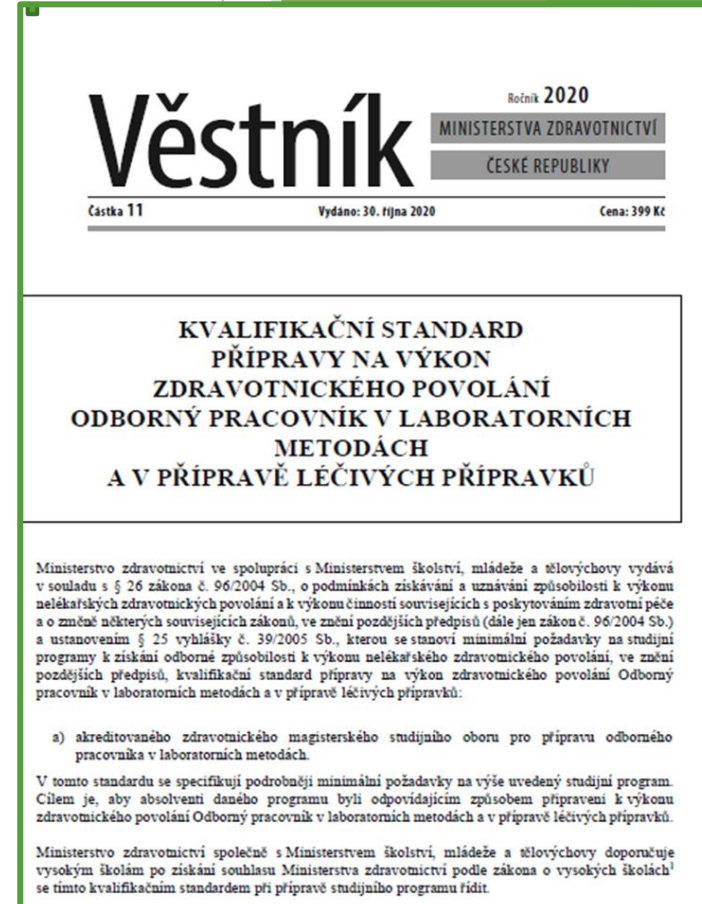 Věstník
Ročník 2020
MINISTERSTVA ZDRAVOTNICTVÍ
ČESKÉ REPUBLIKY
Částka 11 Vydáno: 30. října 2020 Cena: 399 Kč
KVALIFIKAČNÍ STANDARD
PŘÍPRAVY NA VÝKON
ZDRAVOTNICKÉHO POVOLÁNÍ
ODBORNÝ PRACOVNÍK V LABORATORNÍCH
METODÁCH
A V PŘÍPRAVĚ LÉČIVÝCH PŘÍPRAVKŮ
Ministerstvo zdravotnictví ve spolupráci s Ministerstvem školství, mládeže a tělovýchovy vydává
v souladu s § 26 zákona č. 96/2004 Sb., o podmínkách získávání a uznávání způsobilosti k výkonu
nelékařských zdravotnických povolání a k výkonu činností souvisejících s poskytováním zdravotní péče
a o změně některých souvisejících zákonů, ve znění pozdějších předpisů (dále jen zákon č. 96/2004 Sb.)
a ustanovením § 25 vyhlášky č. 39/2005 Sb., kterou se stanoví minimální požadavky na studijní
programy k získání odborné způsobilosti k výkonu nelékařského zdravotnického povolání, ve znění
pozdějších předpisů, kvalifikační standard přípravy na výkon zdravotnického povolání Odborný
pracovník v laboratorních metodách a v přípravě léčivých přípravků:
a) akreditovaného zdravotnického magisterského studijního oboru pro přípravu odborného
pracovníka v laboratorních metodách.
V tomto standardu se specifikují podrobněji minimální požadavky na výše uvedený studijní program.
Cílem je, aby absolventi daného programu byli odpovídajícím způsobem připraveni k výkonu
zdravotnického povolání Odborný pracovník v laboratorních metodách a v přípravě léčivých přípravků.
Ministerstvo zdravotnictví společně s Ministerstvem školství, mládeže a tělovýchovy doporučuje
vysokým školám po získání souhlasu Ministerstva zdravotnictví podle zákona o vysokých školách¹
se tímto kvalifikačním standardem při přípravě studijního programu řídit.